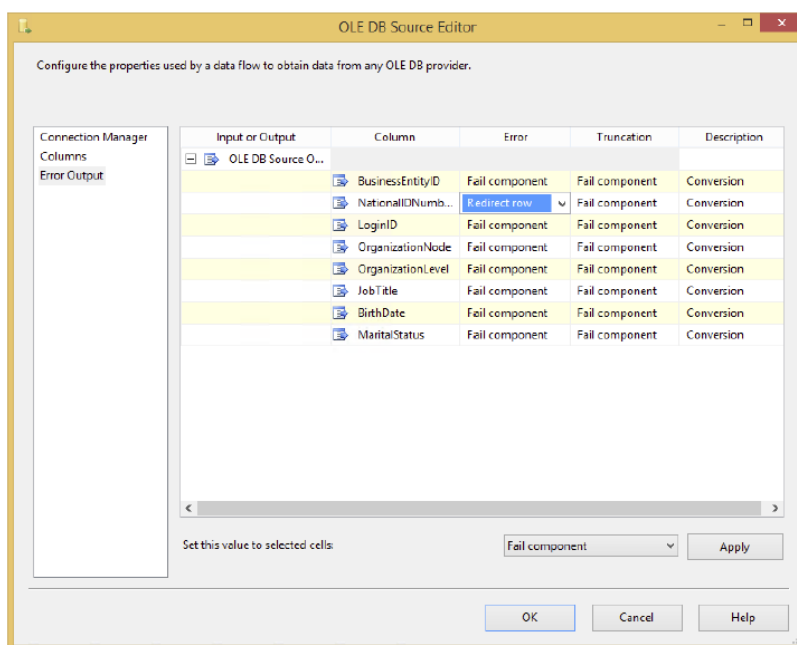 OLE DB Source Editor
Configure the properties used by a data flow to obtain data from any OLE DB provider.
Connection Manager
Columns
Error Output
Input or Output Column Error Truncation Description
OLE DB Source O...
BusinessEntityID Fail component Fail component Conversion
NationalIDNumb... Redirect row Fail component Conversion
LoginID Fail component Fail component Conversion
OrganizationNode Fail component Fail component Conversion
OrganizationLevel Fail component Fail component Conversion
JobTitle Fail component Fail component Conversion
BirthDate Fail component Fail component Conversion
MaritalStatus Fail component Fail component Conversion
Set this value to selected cells: Fail component Apply
OK Cancel Help